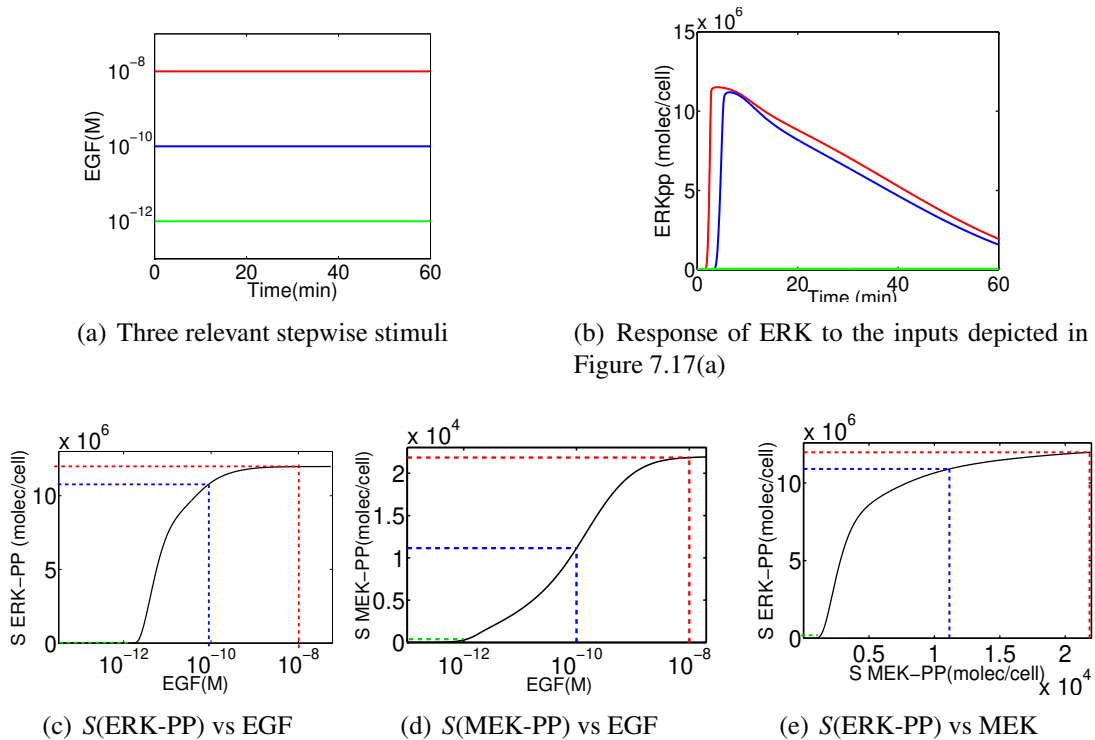 10^-8
10^-10
10^-12
EGF(M)
0 20 40 60
Time(min)
(a) Three relevant stepwise stimuli
x 10^6
15
10
5
0
ERKpp (molec/cell)
0 20 40 60
Time (min)
(b) Response of ERK to the inputs depicted in
Figure 7.17(a)
x 10^6
10
5
0
S ERK-PP (molec/cell)
10^-12 10^-10 10^-8
EGF(M)
(c) S(ERK-PP) vs EGF
x 10^4
2
1.5
1
0.5
0
S MEK-PP(molec/cell)
10^-12 10^-10 10^-8
EGF(M)
(d) S(MEK-PP) vs EGF
x 10^6
10
5
0
S ERK-PP(molec/cell)
0.5 1 1.5 2
S MEK-PP(molec/cell)
x 10^4
(e) S(ERK-PP) vs MEK